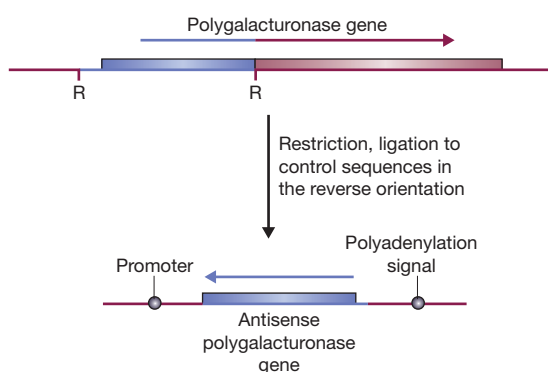 Polygalacturonase gene
R
R
Restriction, ligation to
control sequences in
the reverse orientation
Promoter
Polyadenylation
signal
Antisense
polygalacturonase
gene